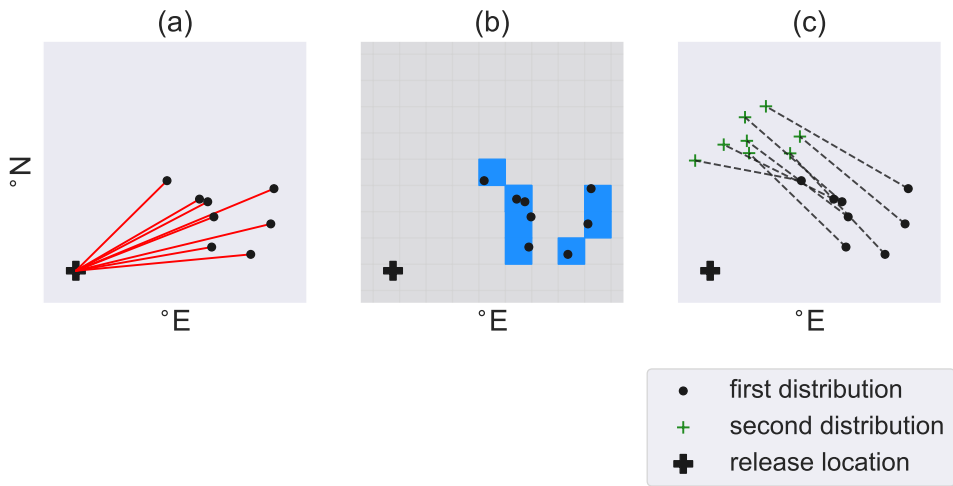 (a)
(b)
(c)
°N
°E
°E
°E
first distribution
second distribution
release location